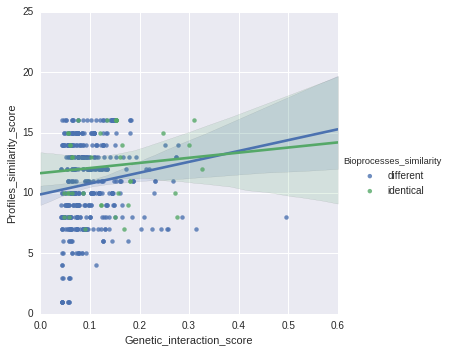 25
20
15
10
5
0
Profiles_similarity_score
0.0 0.1 0.2 0.3 0.4 0.5 0.6
Genetic_interaction_score
Bioprocesses_similarity
different
identical